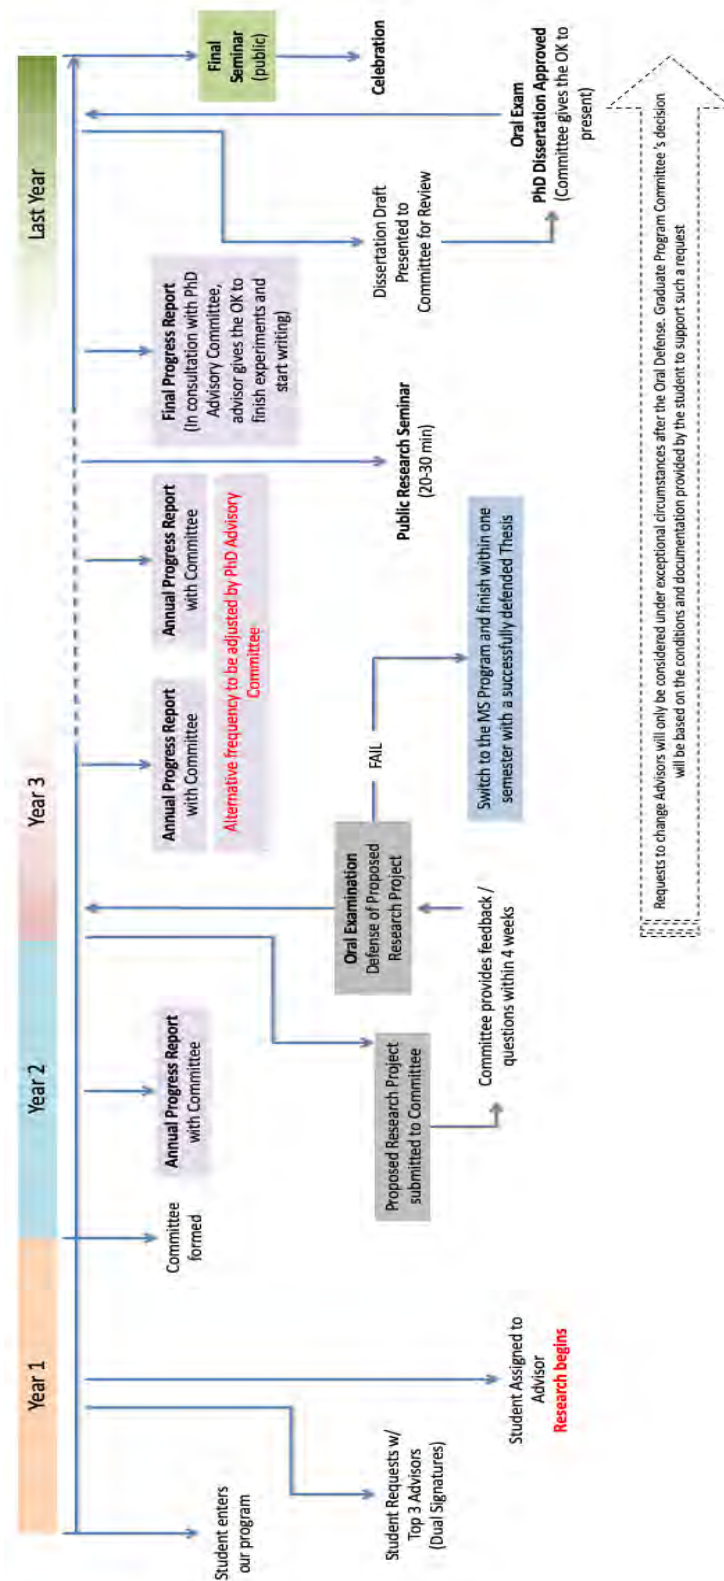 Year 1
Year 2
Year 3
Last Year
Student enters
our program
Student Requests w/
Top 3 Advisors
(Dual Signatures)
Student Assigned to
Advisor
Research begins
Committee
formed
Annual Progress Report
with Committee
Proposed Research Project
submitted to Committee
Committee provides feedback /
questions within 4 weeks
Oral Examination
Defense of Proposed
Research Project
FAIL
Switch to the MS Program and finish within one
semester with a successfully defended Thesis
Annual Progress Report
with Committee
Annual Progress Report
with Committee
Alternative frequency to be adjusted by PhD Advisory
Committee
Public Research Seminar
(20-30 min)
Final Progress Report
(In consultation with PhD
Advisory Committee,
advisor gives the OK to
finish experiments and
start writing)
Dissertation Draft
Presented to
Committee for Review
Oral Exam
PhD Dissertation Approved
(Committee gives the OK to
present)
Final
Seminar
(public)
Celebration
Requests to change Advisors will only be considered under exceptional circumstances after the Oral Defense. Graduate Program Committee's decision
will be based on the conditions and documentation provided by the student to support such a request